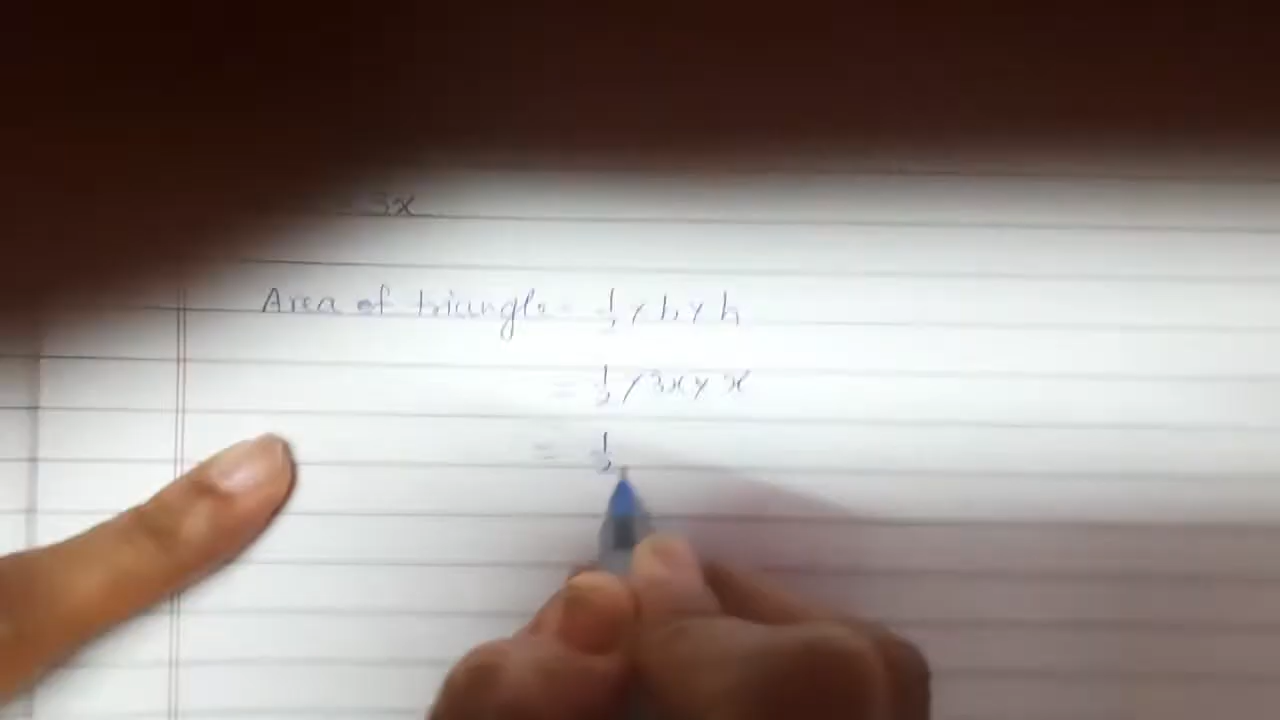 3x
Area of triangle = 1/2 × b × h
= 1/2 × 3x × x
= 1/2